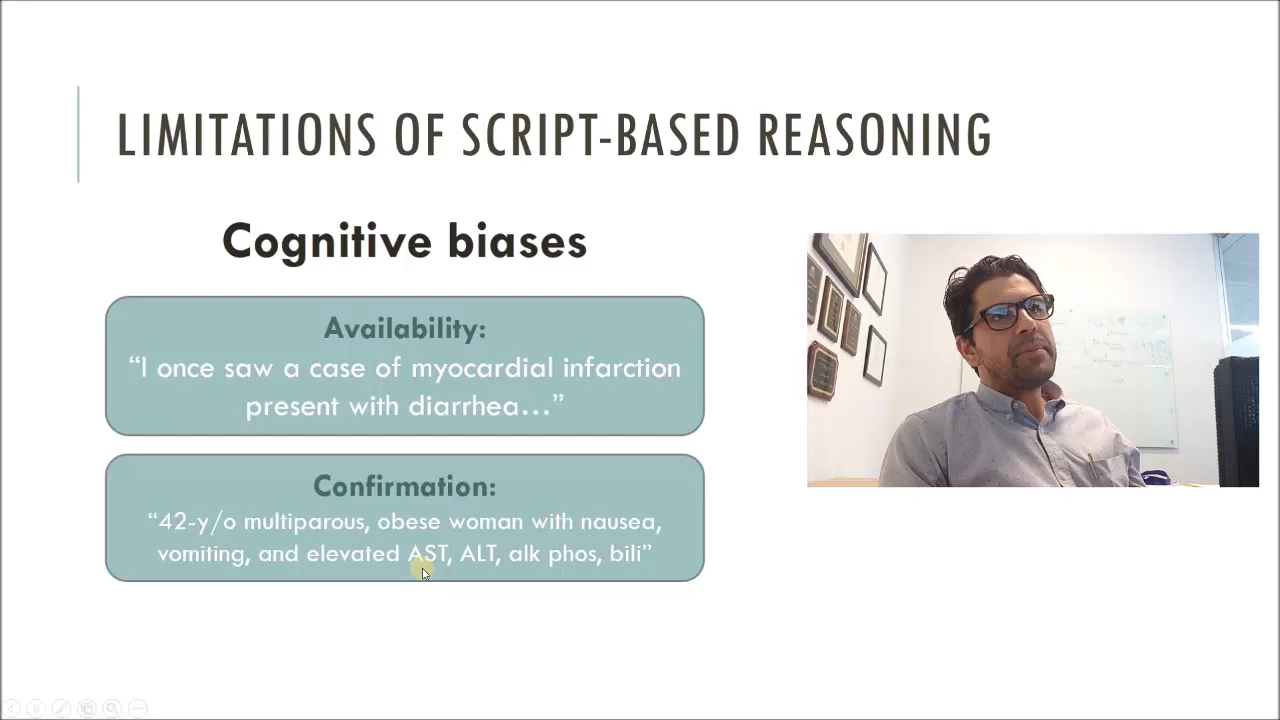 LIMITATIONS OF SCRIPT-BASED REASONING
Cognitive biases
Availability:
“I once saw a case of myocardial infarction
present with diarrhea…”
Confirmation:
“42-y/o multiparous, obese woman with nausea,
vomiting, and elevated AST, ALT, alk phos, bili”